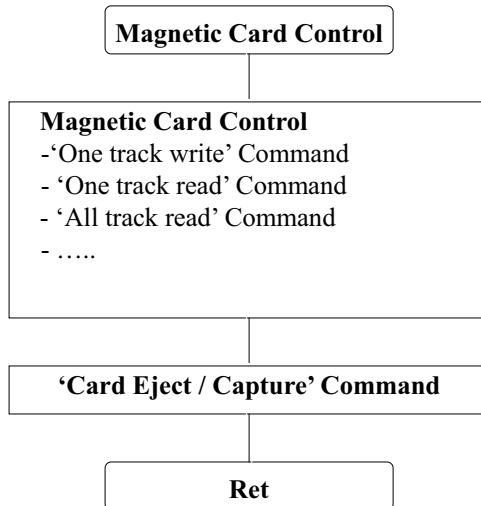 Magnetic Card Control
Magnetic Card Control
-‘One track write’ Command
- ‘One track read’ Command
- ‘All track read’ Command
- …..
‘Card Eject / Capture’ Command
Ret